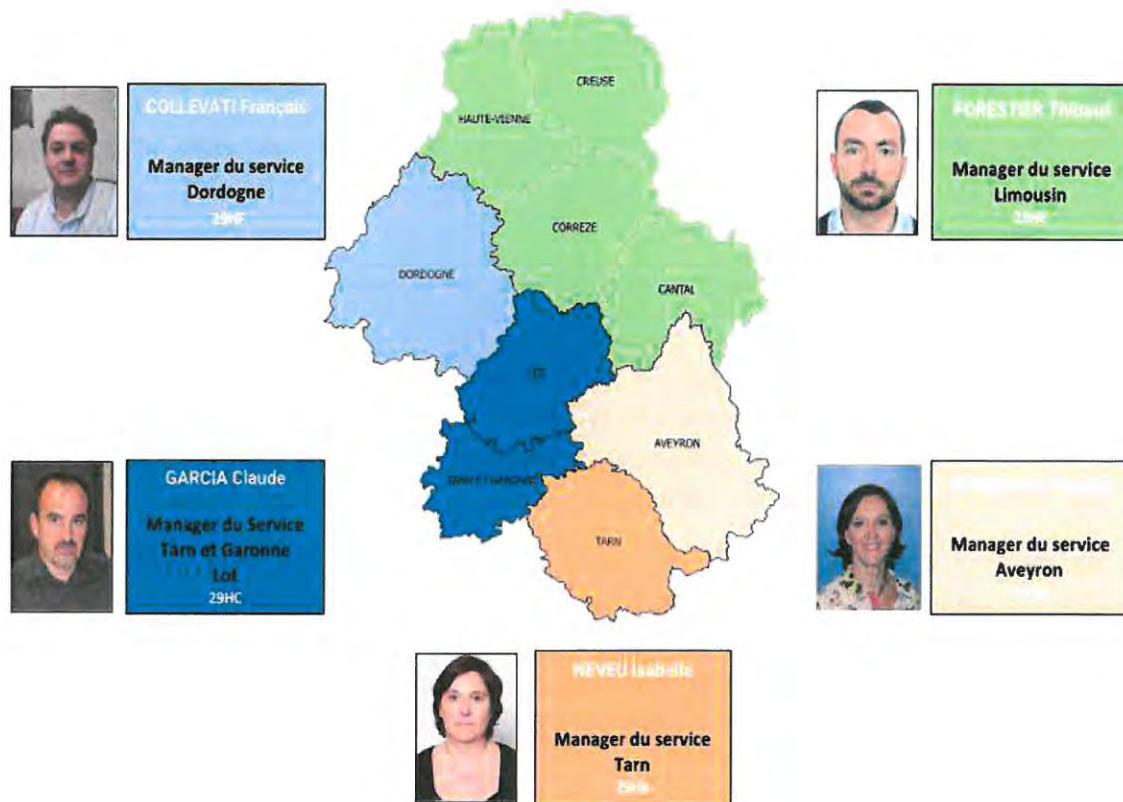 CREUSE
HAUTE-VIENNE
CORREZE
CANTAL
DORDOGNE
LOT
AVEYRON
TARN ET GARONNE
TARN
COLLEVATI François
Manager du service
Dordogne
29HF
FORESTIER Thibaut
Manager du service
Limousin
GARCIA Claude
Manager du Service
Tarn et Garonne
Lot
29HC
Manager du service
Aveyron
NEVEU Isabelle
Manager du service
Tarn